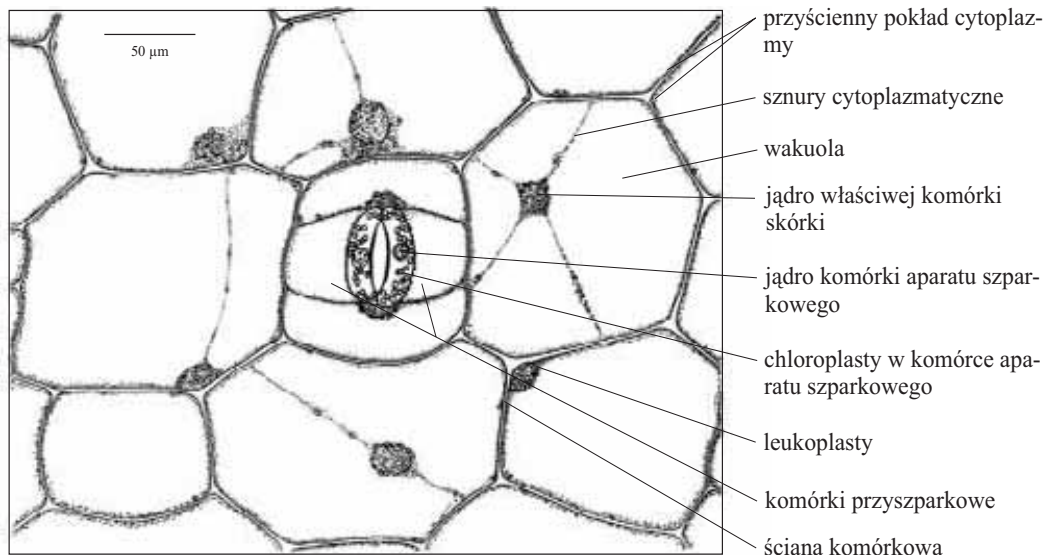 50 µm
przyścienny pokład cytoplaz-
my
sznury cytoplazmatyczne
wakuola
jądro właściwej komórki
skórki
jądro komórki aparatu szpar-
kowego
chloroplasty w komórce apa-
ratu szparkowego
leukoplasty
komórki przyszparkowe
ściana komórkowa